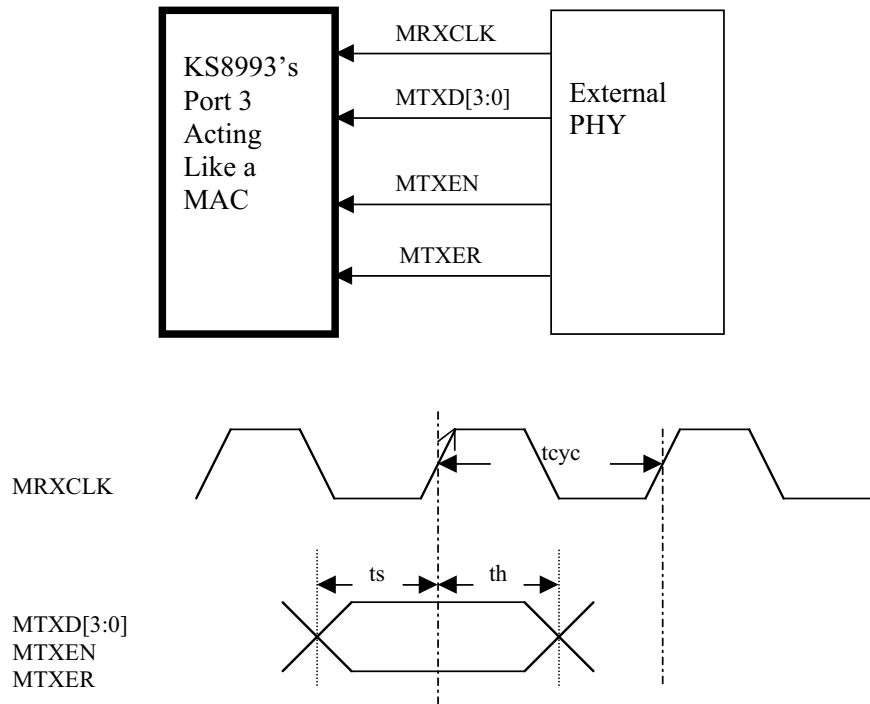 KS8993’s
Port 3
Acting
Like a
MAC
MRXCLK
MTXD[3:0]
MTXEN
MTXER
External
PHY
tcyc
MRXCLK
ts
th
MTXD[3:0]
MTXEN
MTXER